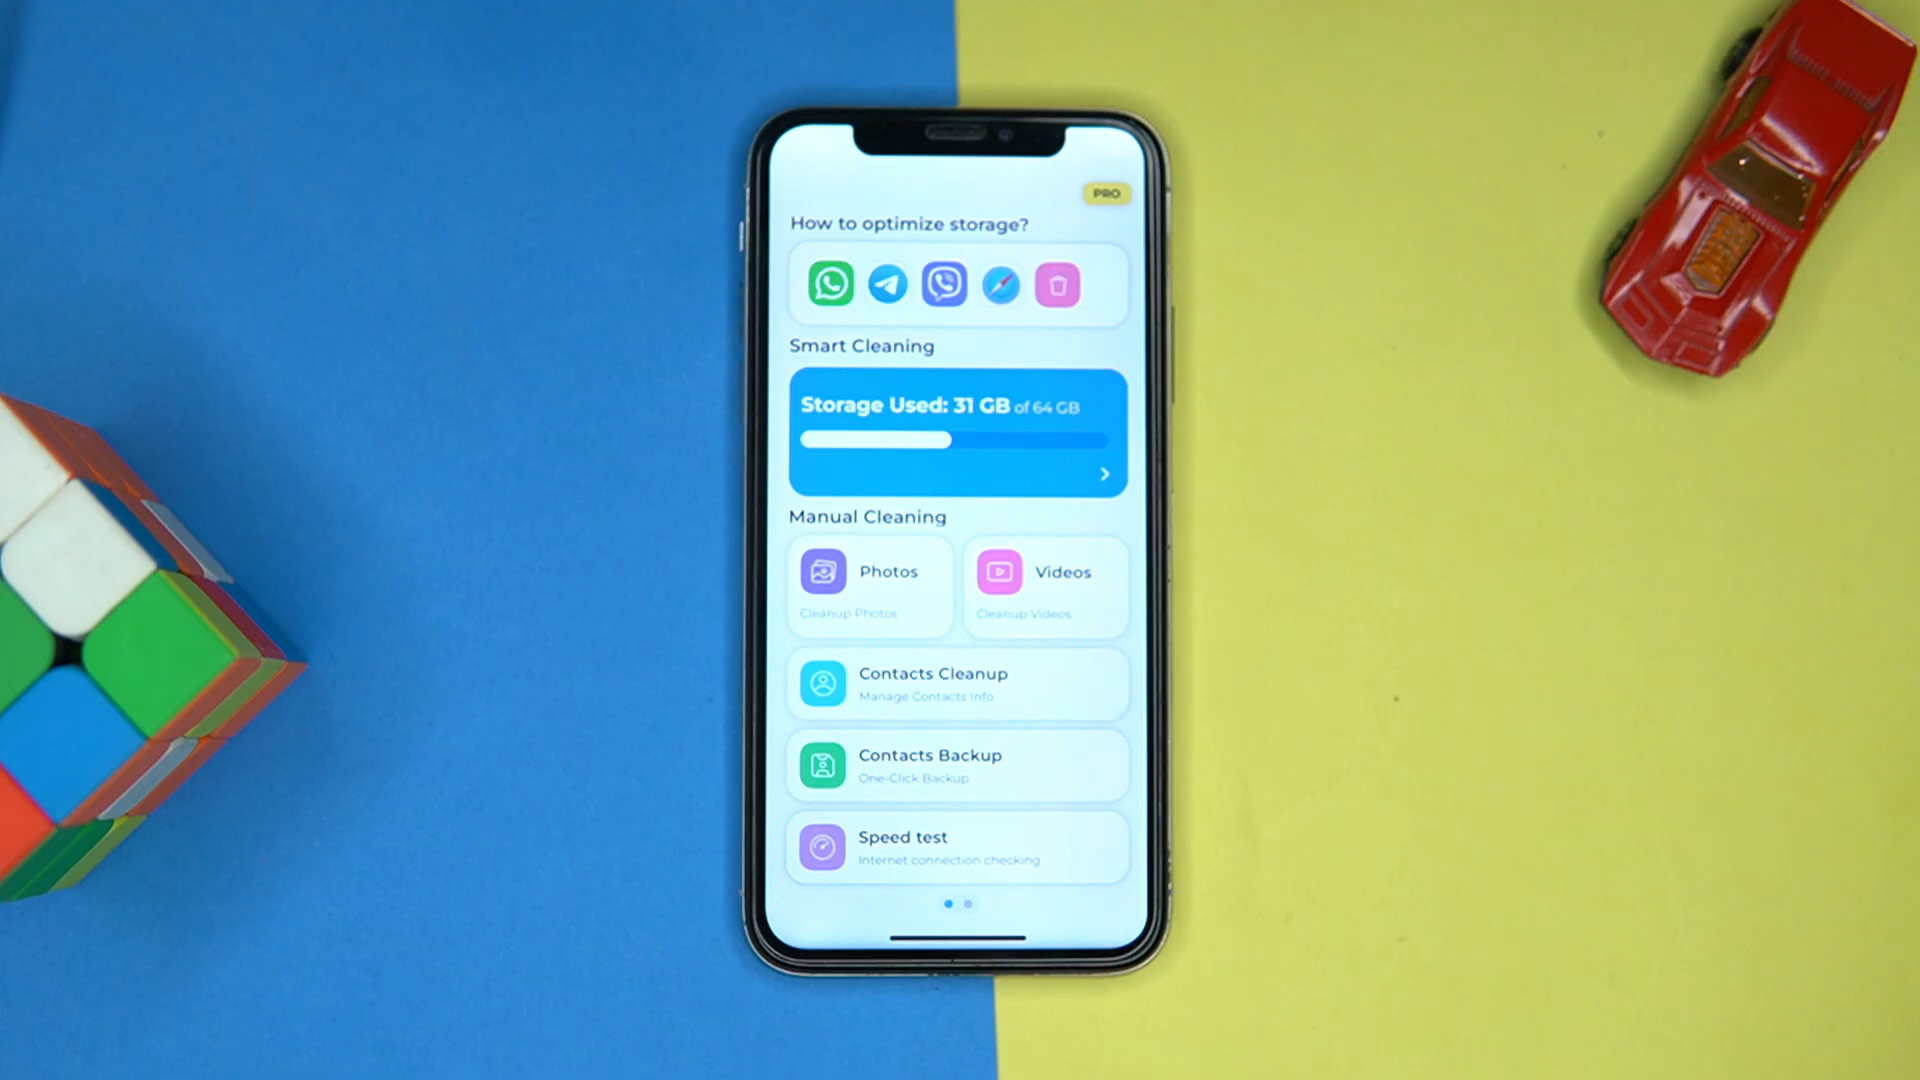 PRO
How to optimize storage?
Smart Cleaning
Storage Used: 31 GB of 64 GB
Manual Cleaning
Photos
Cleanup Photos
Videos
Cleanup Videos
Contacts Cleanup
Manage Contacts Info
Contacts Backup
One-Click Backup
Speed test
Internet connection checking